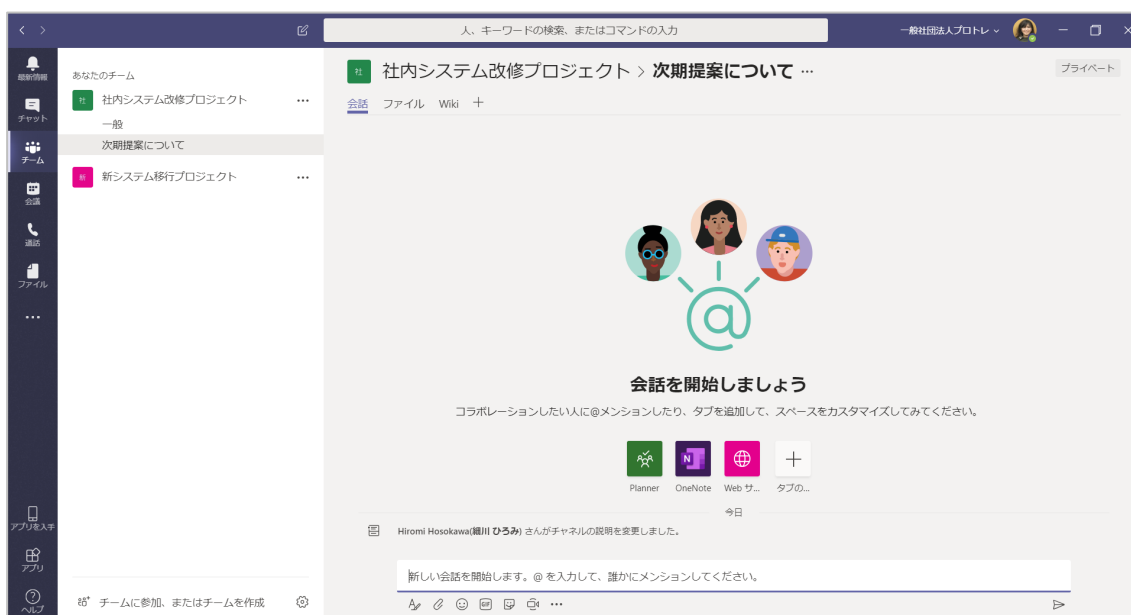 人、キーワードの検索、またはコマンドの入力
一般社団法人プロトレ
最新情報
チャット
チーム
会議
通話
ファイル
アプリを入手
アプリ
ヘルプ
あなたのチーム
社 社内システム改修プロジェクト ...
一般
次期提案について
新 新システム移行プロジェクト ...
チームに参加、またはチームを作成
社 社内システム改修プロジェクト > 次期提案について ...
プライベート
会話 ファイル Wiki +
会話を開始しましょう
コラボレーションしたい人に@メンションしたり、タブを追加して、スペースをカスタマイズしてみてください。
Planner OneNote Web サ... タブの...
今日
Hiromi Hosokawa(細川 ひろみ) さんがチャネルの説明を変更しました。
新しい会話を開始します。@ を入力して、誰かにメンションしてください。
GIF